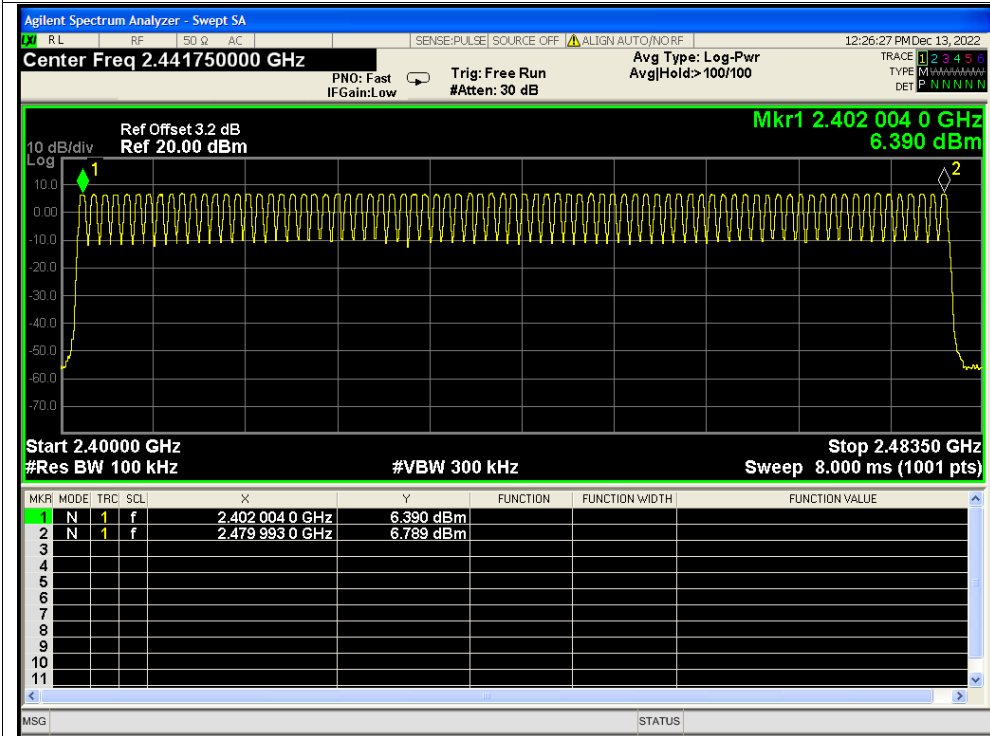 Agilent Spectrum Analyzer - Swept SA
LXI RL RF 50 Ω AC SENSE:PULSE SOURCE OFF ALIGN AUTO/NO RF 12:26:27 PM Dec 13, 2022
Center Freq 2.441750000 GHz
PNO: Fast
IFGain:Low
Trig: Free Run
#Atten: 30 dB
Avg Type: Log-Pwr
Avg|Hold:>100/100
TRACE 1 2 3 4 5 6
TYPE M WWWWW
DET P N N N N N
Mkr1 2.402 004 0 GHz
6.390 dBm
Ref Offset 3.2 dB
10 dB/div Ref 20.00 dBm
Log
1
2
10.0
0.00
-10.0
-20.0
-30.0
-40.0
-50.0
-60.0
-70.0
Start 2.40000 GHz Stop 2.48350 GHz
#Res BW 100 kHz #VBW 300 kHz Sweep 8.000 ms (1001 pts)
MKR MODE TRC SCL X Y FUNCTION FUNCTION WIDTH FUNCTION VALUE
1 N 1 f 2.402 004 0 GHz 6.390 dBm
2 N 1 f 2.479 993 0 GHz 6.789 dBm
3
4
5
6
7
8
9
10
11
MSG STATUS